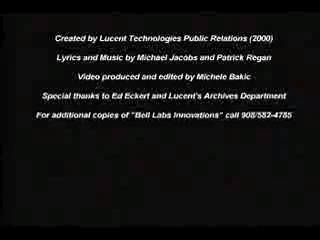 Created by Lucent Technologies Public Relations (2000)
Lyrics and Music by Michael Jacobs and Patrick Regan
Video produced and edited by Michele Bakic
Special thanks to Ed Eckert and Lucent's Archives Department
For additional copies of "Bell Labs Innovations" call 908/582-4785